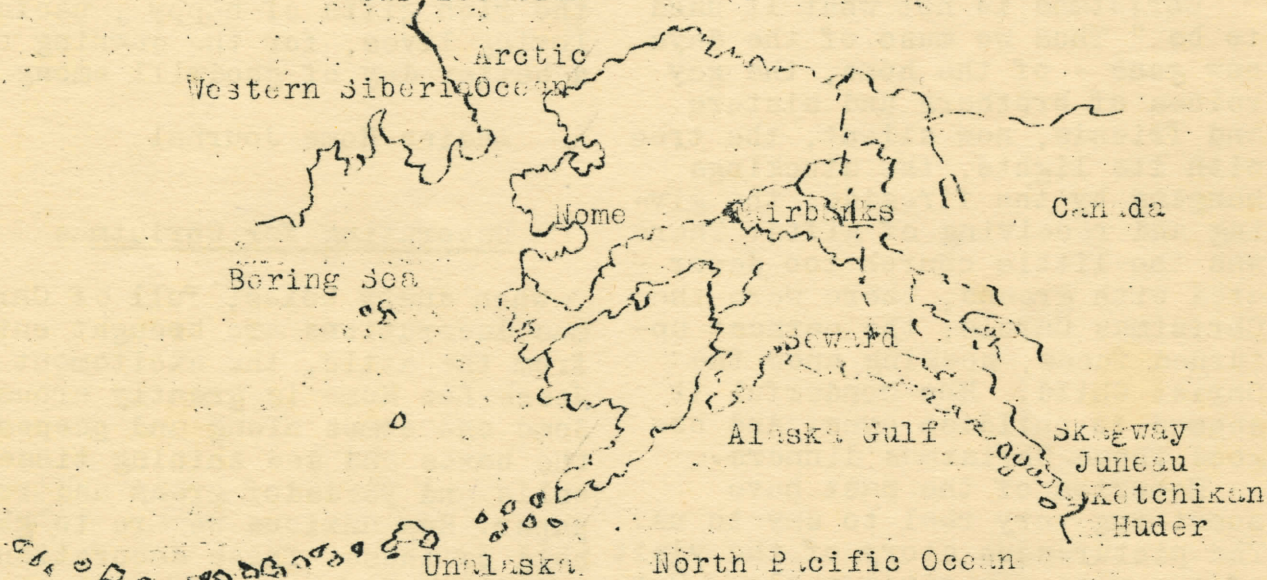 Arctic
Ocean
Western Siberia
Nome
Fairbanks
Canada
Bering Sea
Seward
Alaska Gulf
Skagway
Juneau
Ketchikan
Huder
Unalaska
North Pacific Ocean